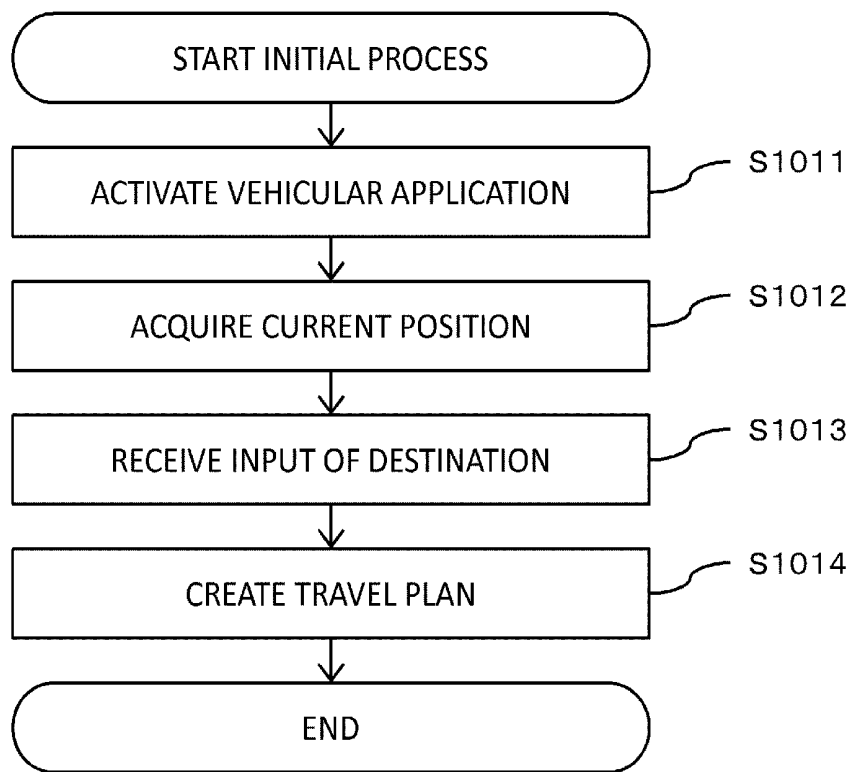 START INITIAL PROCESS
ACTIVATE VEHICULAR APPLICATION
S1011
ACQUIRE CURRENT POSITION
S1012
RECEIVE INPUT OF DESTINATION
S1013
CREATE TRAVEL PLAN
S1014
END